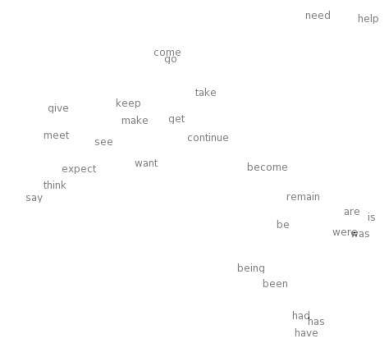 need
help
come
go
take
keep
give
make
get
meet
see
continue
want
expect
become
think
say
remain
are
is
be
were
was
being
been
had
has
have